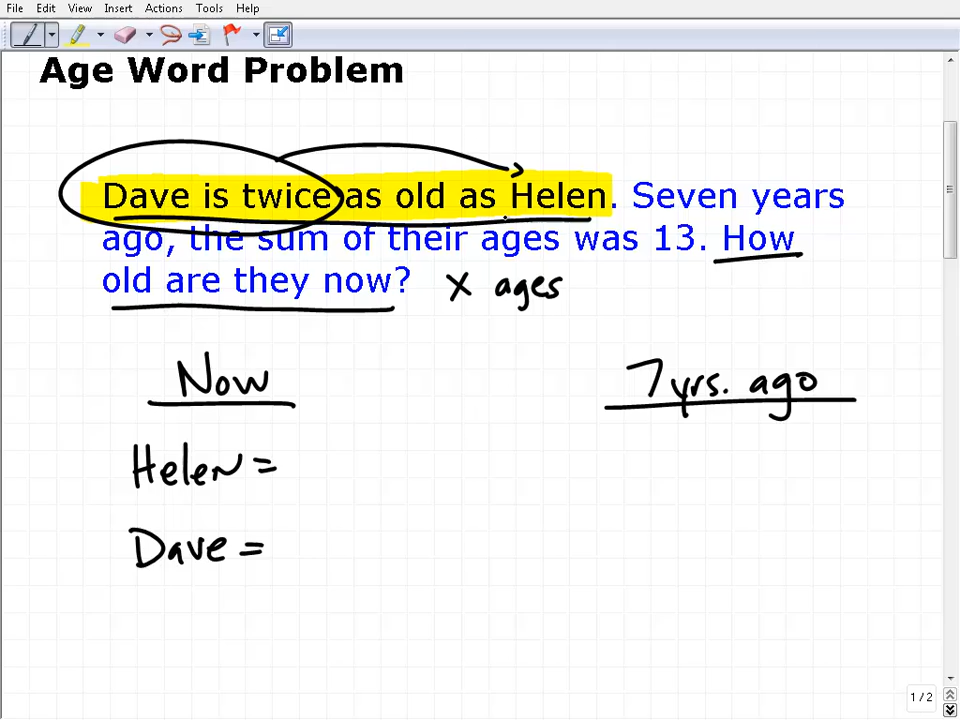 File Edit View Insert Actions Tools Help
Age Word Problem
Dave is twice as old as Helen. Seven years
ago, the sum of their ages was 13. How
old are they now? x ages
Now 7 yrs. ago
Helen =
Dave =
1 / 2